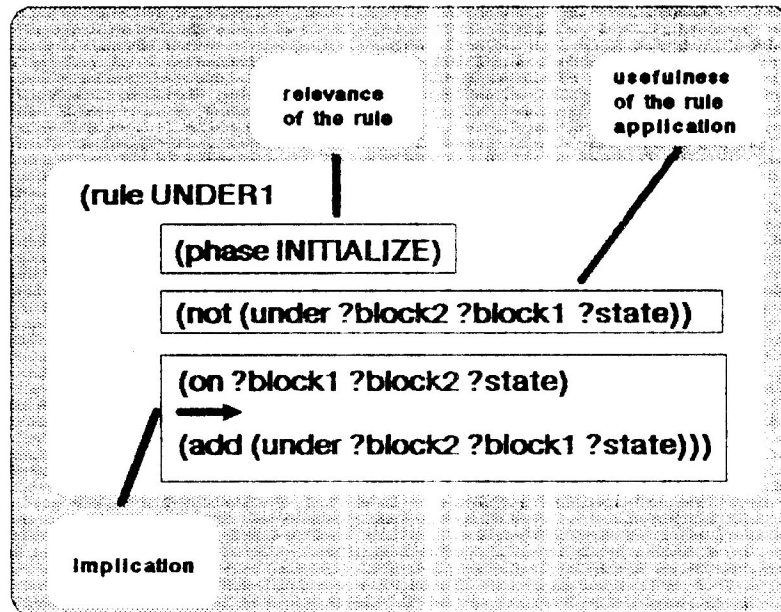 relevance
of the rule
usefulness
of the rule
application
(rule UNDER1
(phase INITIALIZE)
(not (under ?block2 ?block1 ?state))
(on ?block1 ?block2 ?state)
(add (under ?block2 ?block1 ?state)))
implication